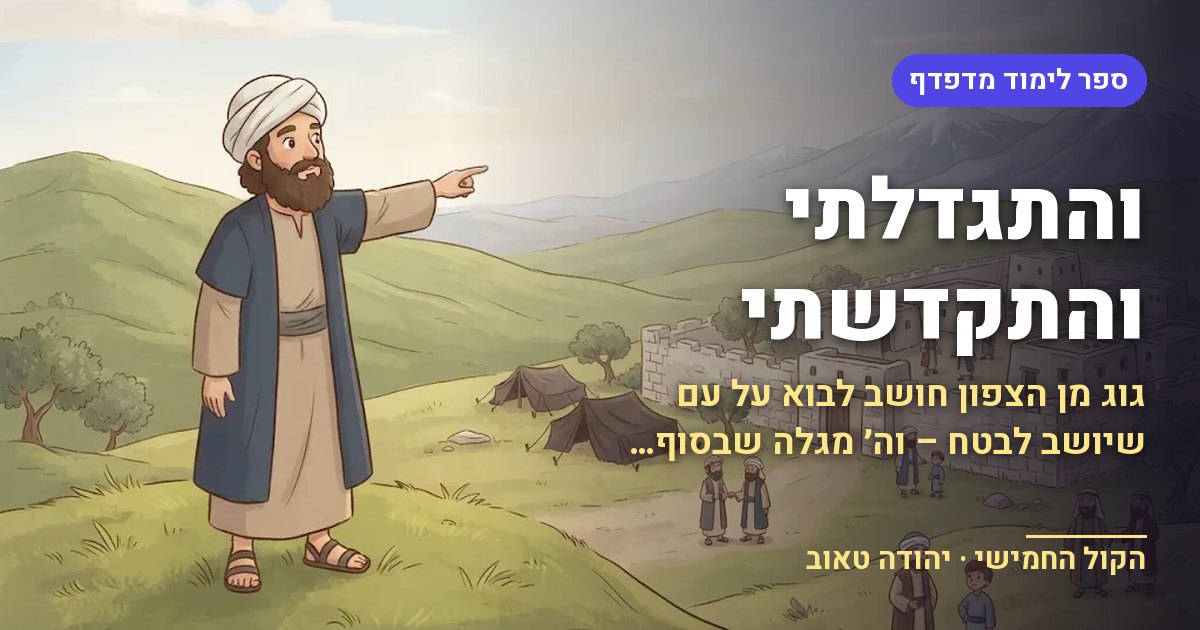 ספר לימוד מדפדף
והתגדלתי
והתקדשתי
גוג מן הצפון חושב לבוא על עם
שיושב לבטח – וה׳ מגלה שבסוף...
הקול החמישי · יהודה טאוב